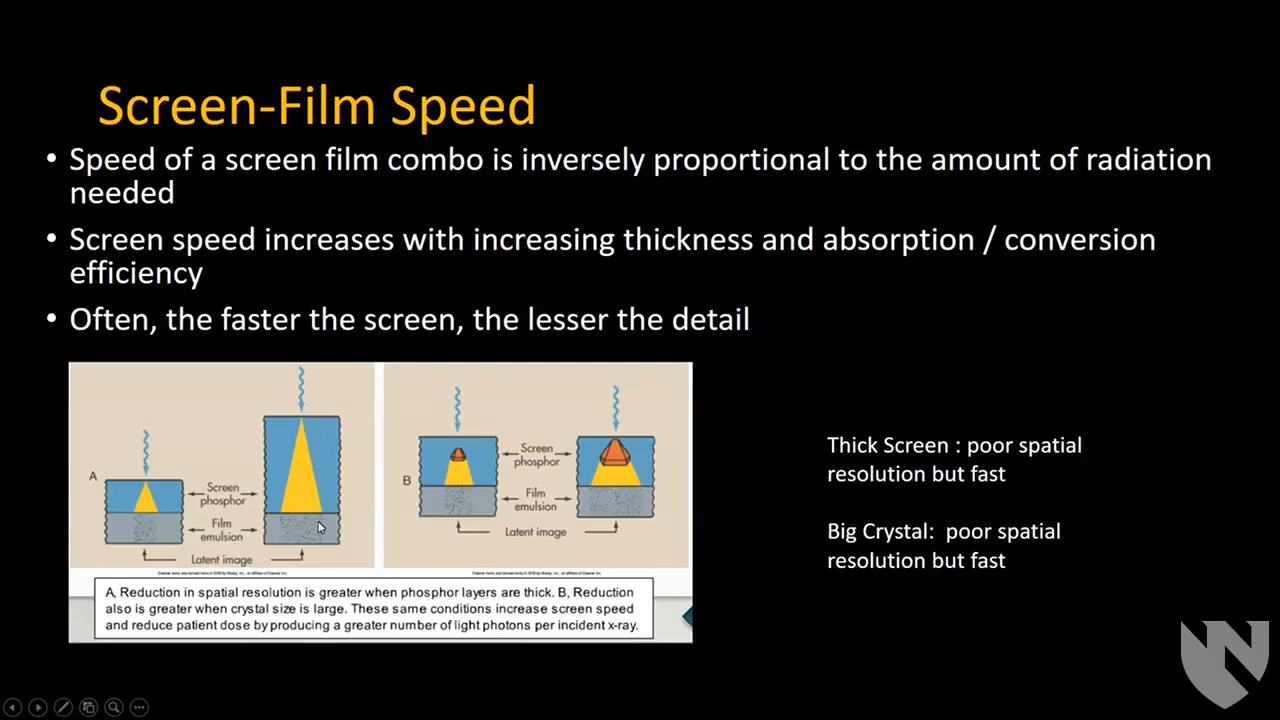 Screen-Film Speed
• Speed of a screen film combo is inversely proportional to the amount of radiation
needed
• Screen speed increases with increasing thickness and absorption / conversion
efficiency
• Often, the faster the screen, the lesser the detail
A
Screen
phosphor
Film
emulsion
Latent image
B
Screen
phosphor
Film
emulsion
Latent image
A, Reduction in spatial resolution is greater when phosphor layers are thick. B, Reduction
also is greater when crystal size is large. These same conditions increase screen speed
and reduce patient dose by producing a greater number of light photons per incident x-ray.
Thick Screen : poor spatial
resolution but fast
Big Crystal:  poor spatial
resolution but fast
N